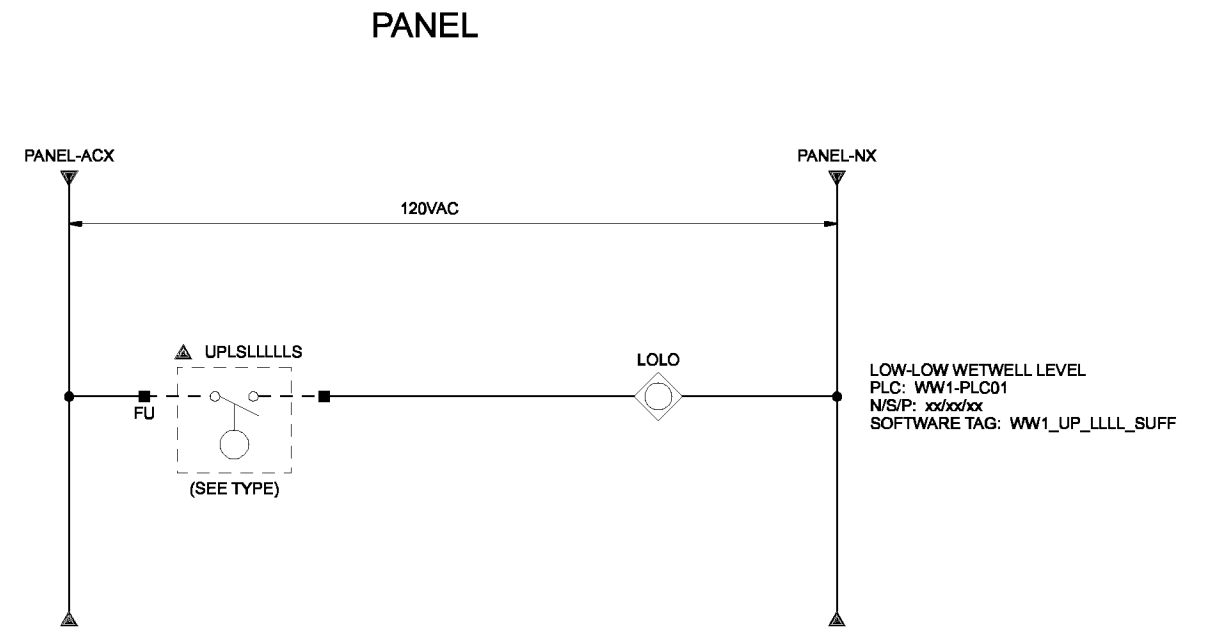 PANEL
PANEL-ACX
PANEL-NX
120VAC
UPLSLLLLLS
LOLO
FU
(SEE TYPE)
LOW-LOW WETWELL LEVEL
PLC: WW1-PLC01
N/S/P: xx/xx/xx
SOFTWARE TAG: WW1_UP_LLLL_SUFF